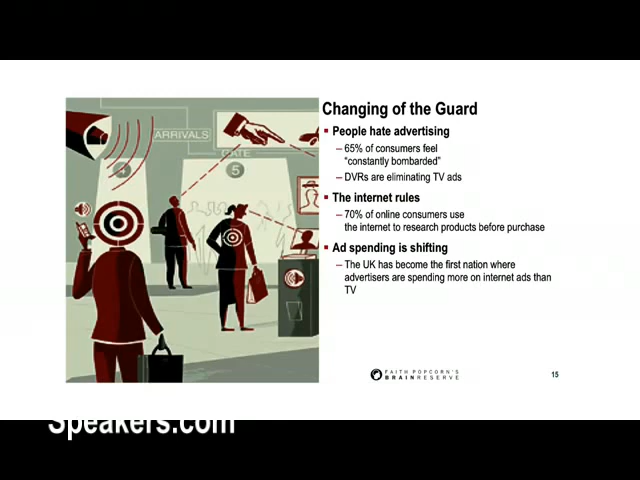 Changing of the Guard
▪ People hate advertising
– 65% of consumers feel
"constantly bombarded"
– DVRs are eliminating TV ads
▪ The internet rules
– 70% of online consumers use
the internet to research products before purchase
▪ Ad spending is shifting
– The UK has become the first nation where
advertisers are spending more on internet ads than
TV
ARRIVALS
GATE
4
5
FAITH POPCORN'S
BRAINRESERVE
15
Speakers.com